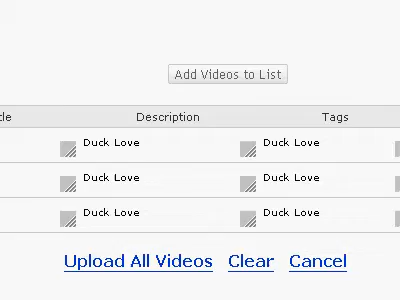 Add Videos to List
tle Description Tags
Duck Love Duck Love
Duck Love Duck Love
Duck Love Duck Love
Upload All Videos Clear Cancel